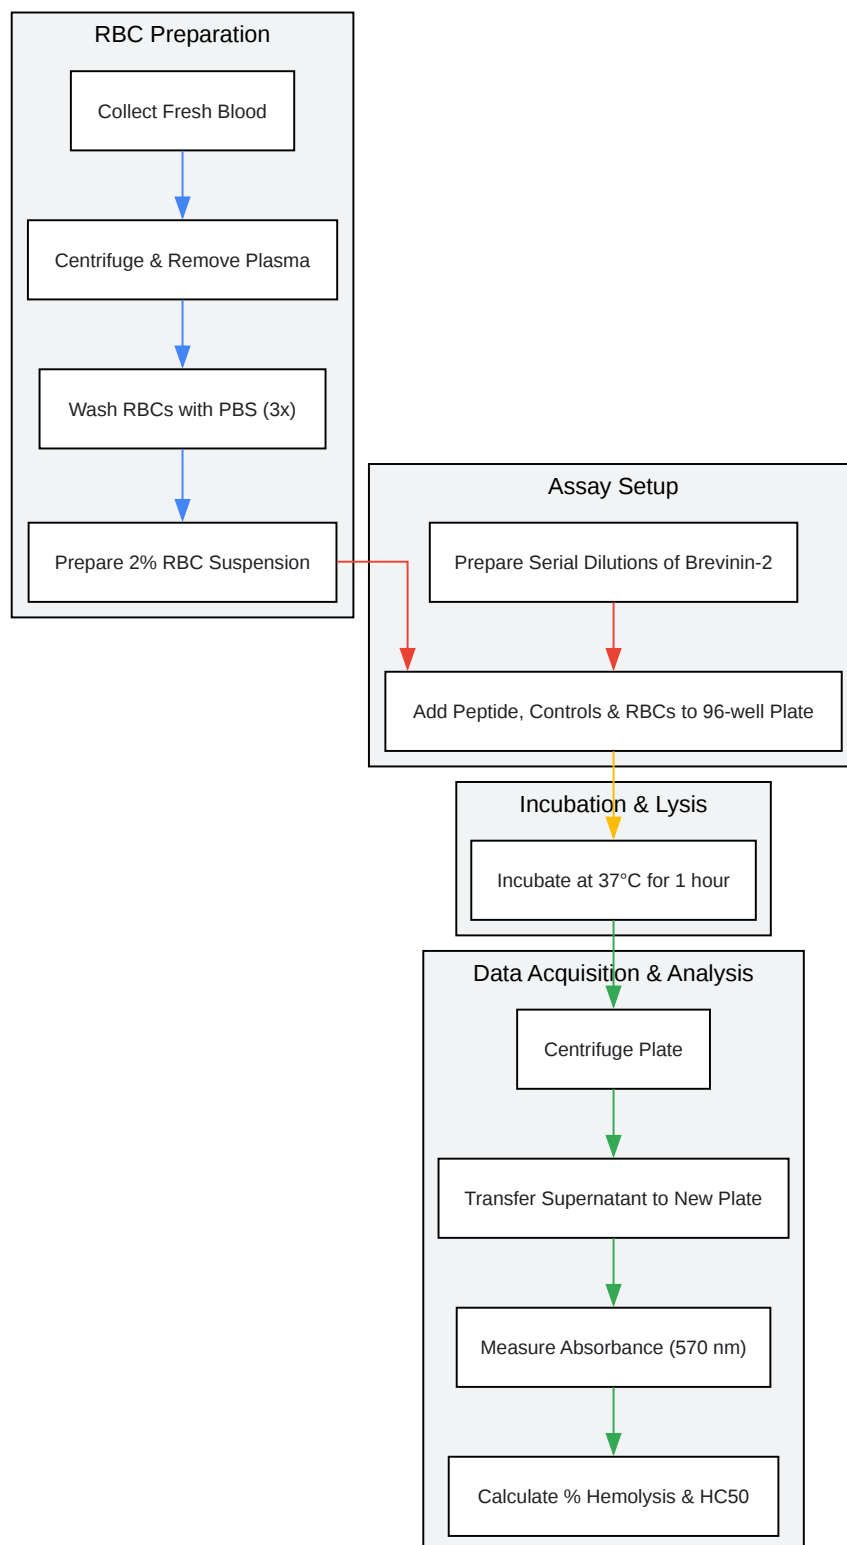 RBC Preparation
Collect Fresh Blood
Centrifuge & Remove Plasma
Wash RBCs with PBS (3x)
Prepare 2% RBC Suspension
Assay Setup
Prepare Serial Dilutions of Brevinin-2
Add Peptide, Controls & RBCs to 96-well Plate
Incubation & Lysis
Incubate at 37°C for 1 hour
Data Acquisition & Analysis
Centrifuge Plate
Transfer Supernatant to New Plate
Measure Absorbance (570 nm)
Calculate % Hemolysis & HC50